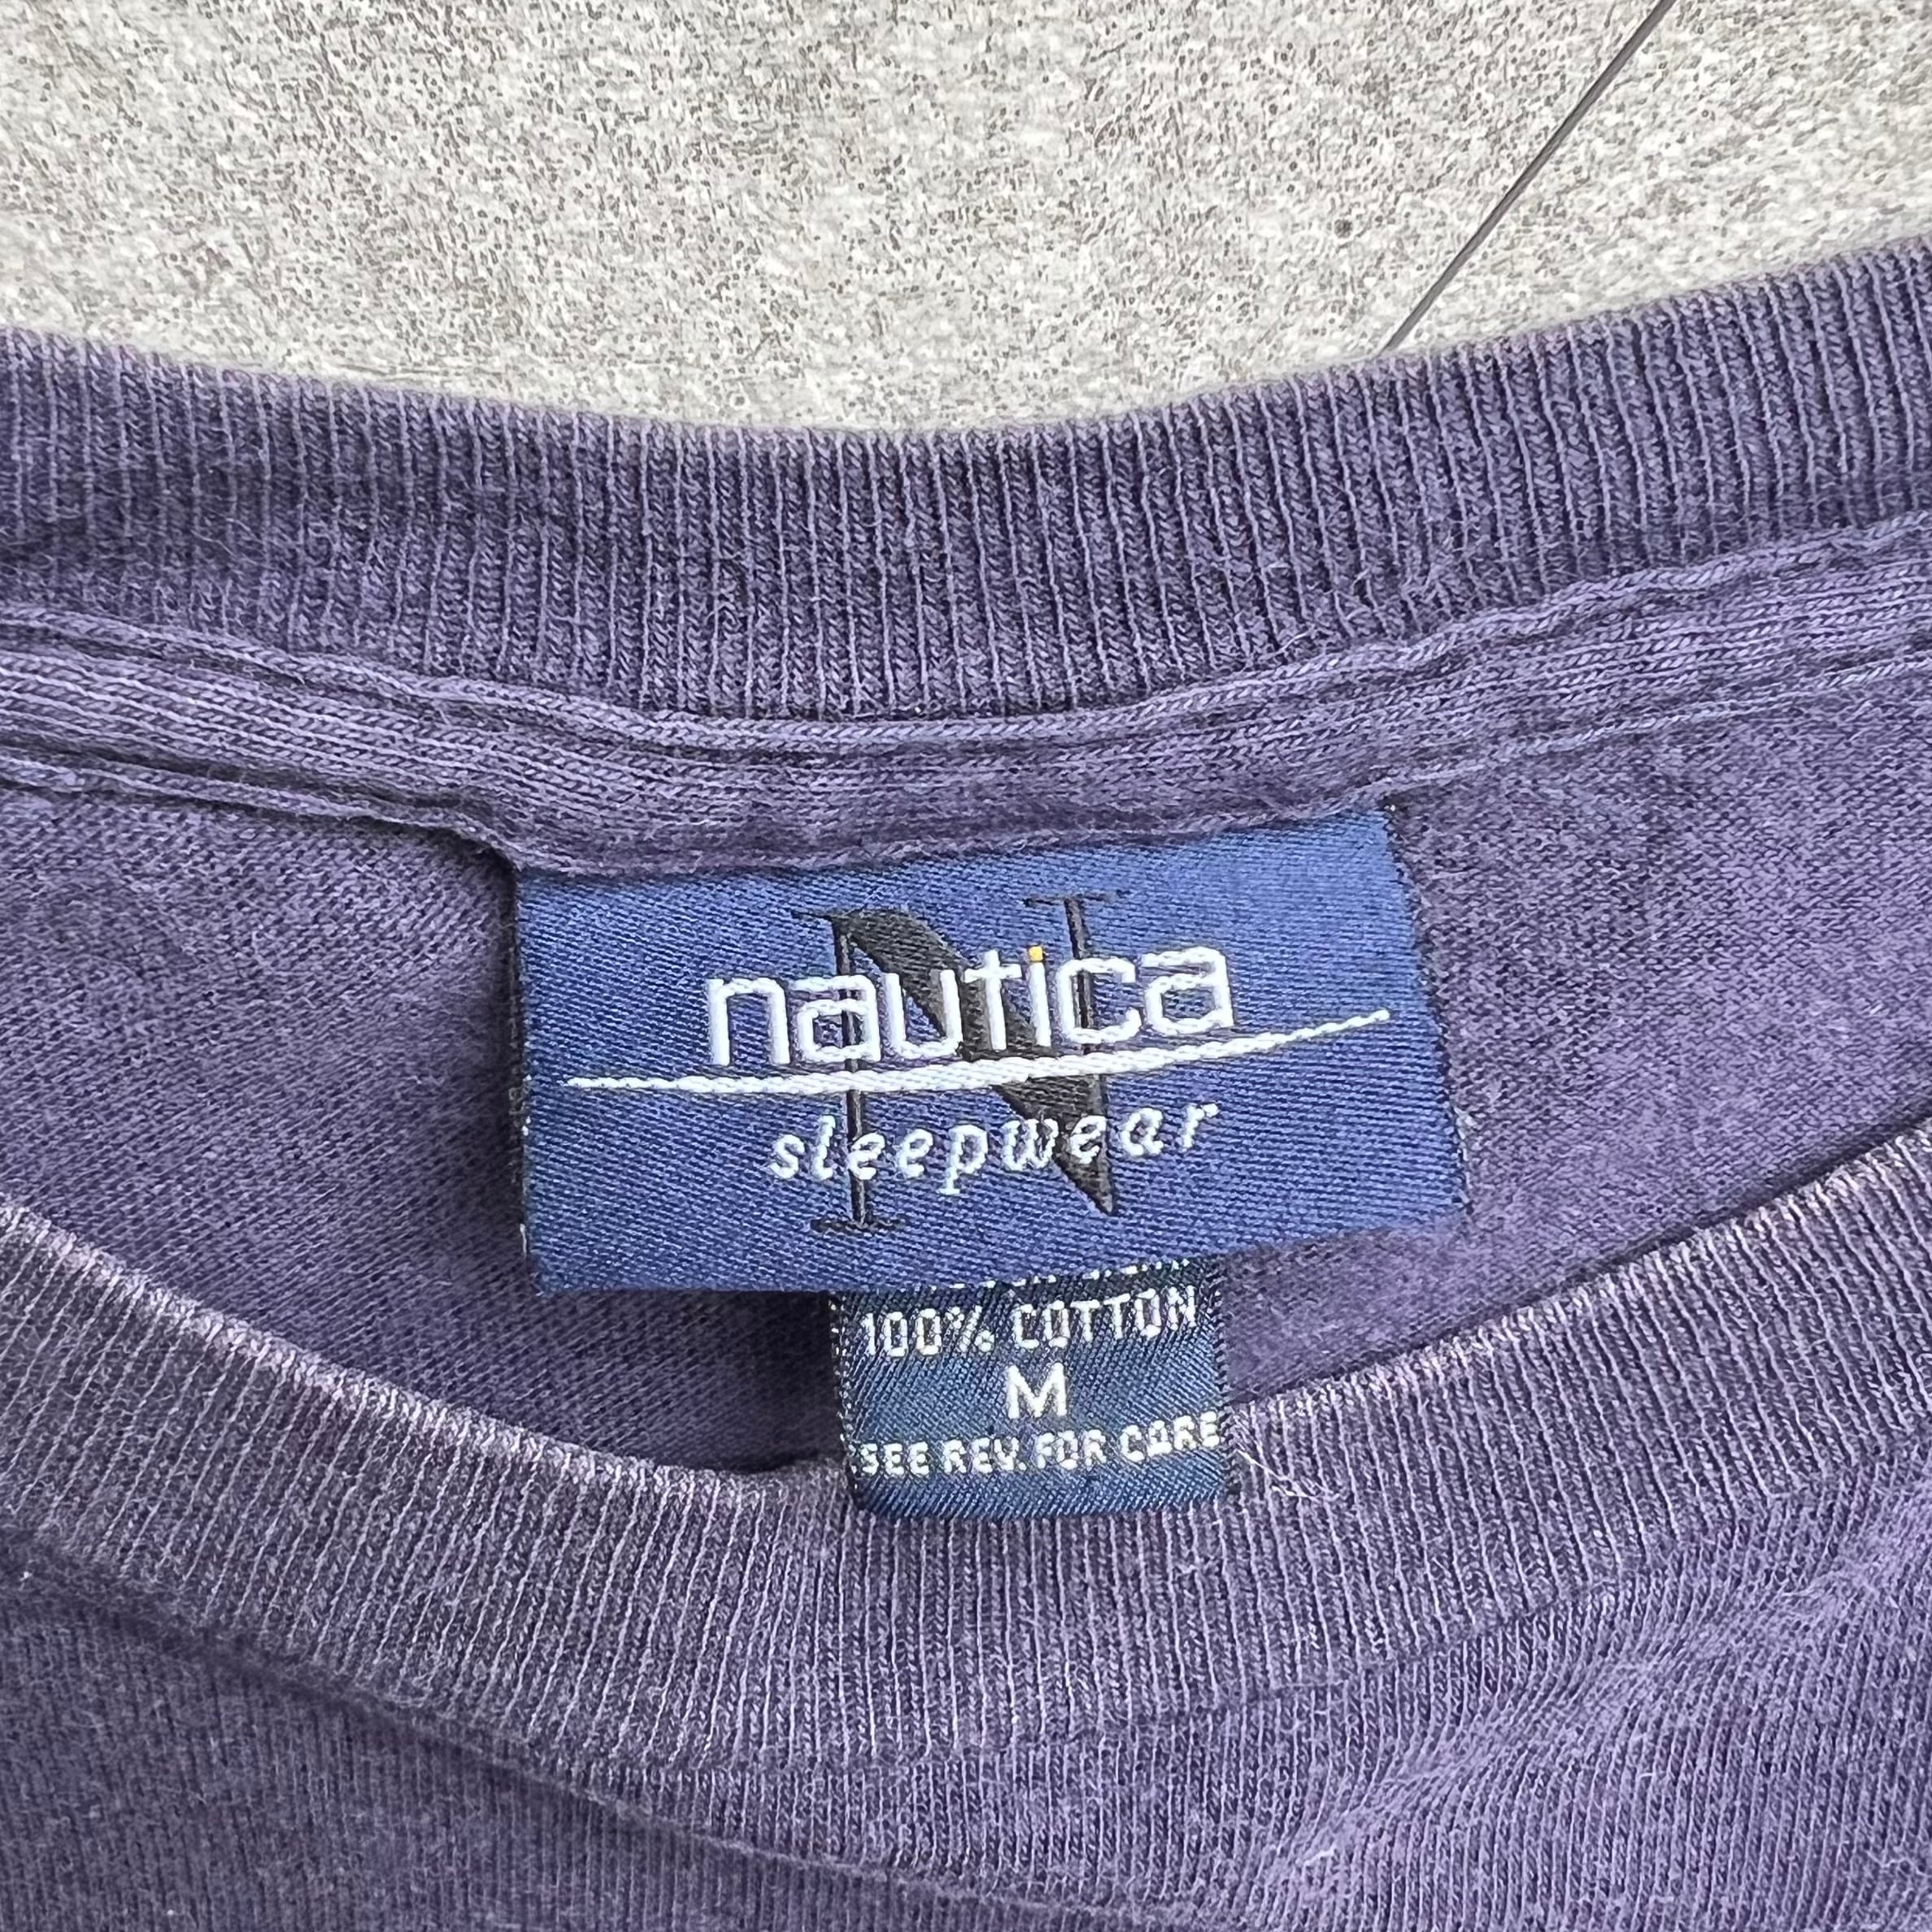 N
nautica
sleepwear
100% COTTON
M
SEE REV. FOR CARE